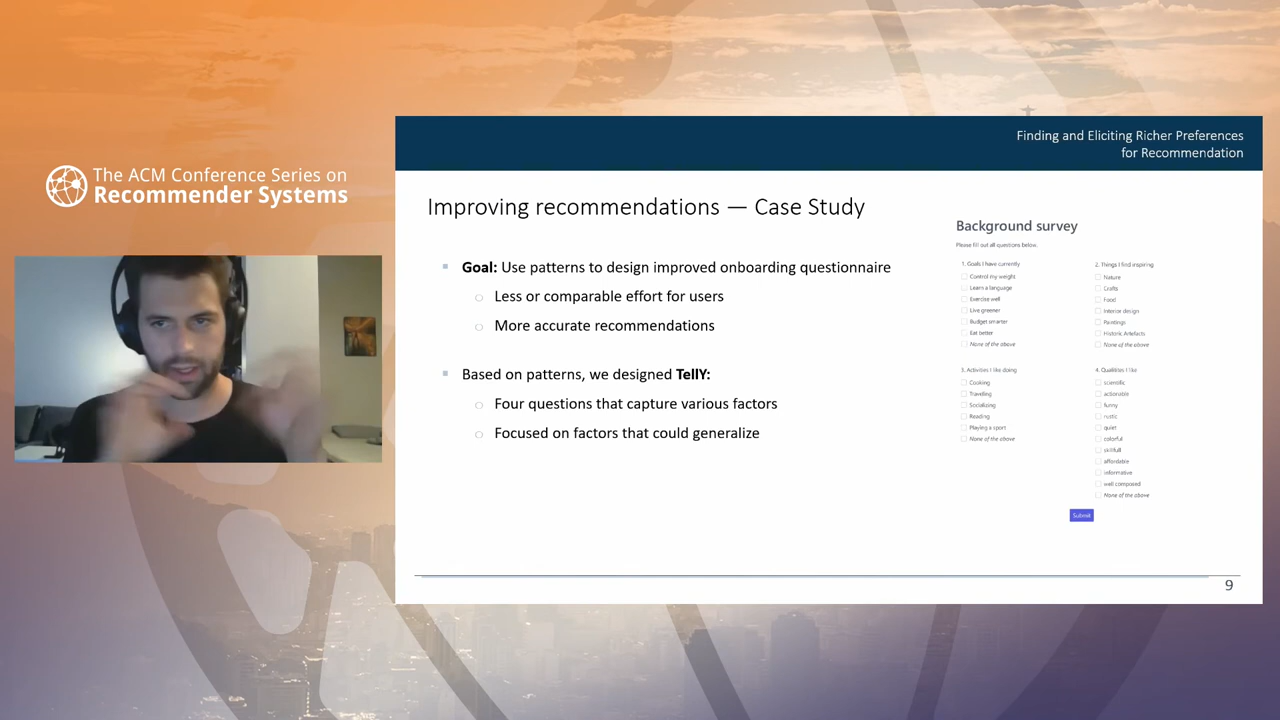 The ACM Conference Series on
Recommender Systems
Finding and Eliciting Richer Preferences
for Recommendation
Improving recommendations — Case Study
Goal: Use patterns to design improved onboarding questionnaire
Less or comparable effort for users
More accurate recommendations
Based on patterns, we designed TellY:
Four questions that capture various factors
Focused on factors that could generalize
Background survey
Please fill out all questions below.
1. Goals I have currently
Control my weight
Learn a language
Exercise well
Live greener
Budget smarter
Eat better
None of the above
2. Things I find inspiring
Nature
Crafts
Food
Interior design
Paintings
Historic Artefacts
None of the above
3. Activities I like doing
Cooking
Travelling
Socializing
Reading
Playing a sport
None of the above
4. Qualities I like
scientific
actionable
funny
rustic
quiet
colorful
skillfull
affordable
informative
well composed
None of the above
Submit
9